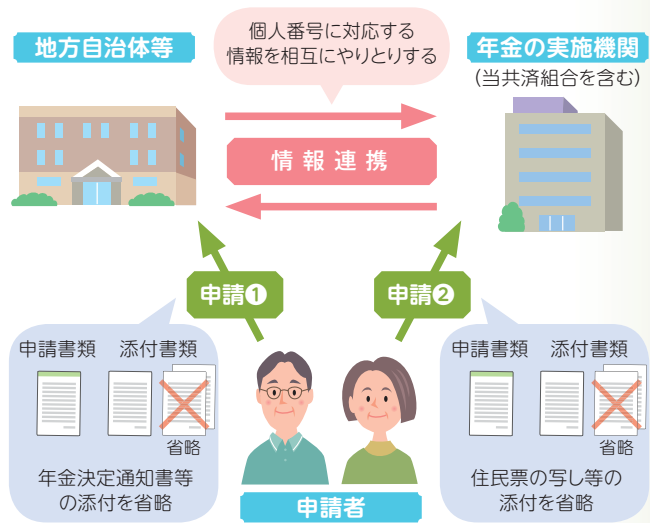 個人番号に対応する
情報を相互にやりとりする
地方自治体等
年金の実施機関
(当共済組合を含む)
情報連携
申請❶
申請❷
申請書類 添付書類
省略
年金決定通知書等
の添付を省略
申請書類 添付書類
省略
住民票の写し等の
添付を省略
申請者